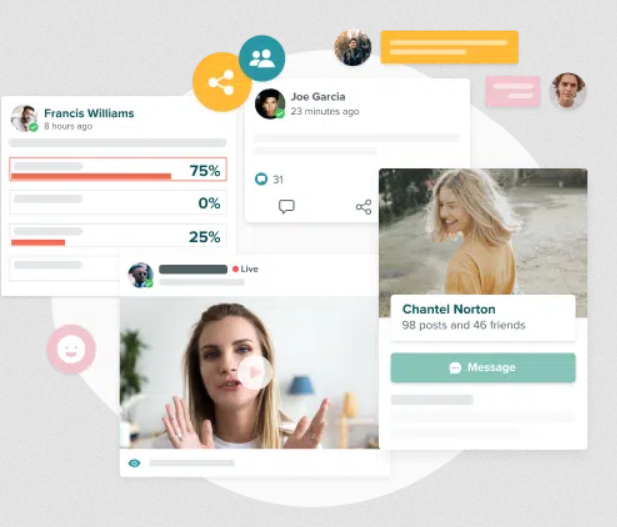 Francis Williams
8 hours ago
75%
0%
25%
Joe Garcia
23 minutes ago
31
Live
Chantel Norton
98 posts and 46 friends
Message